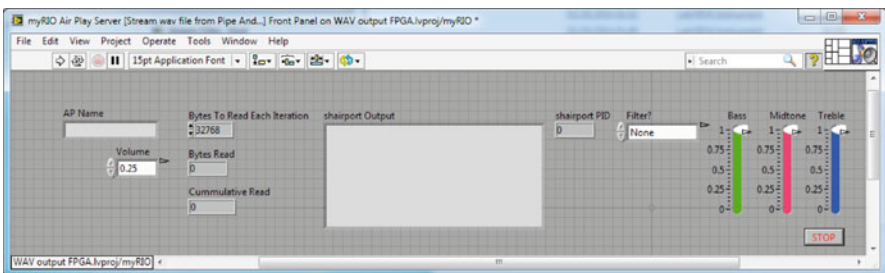 myRIO Air Play Server [Stream wav file from Pipe And...] Front Panel on WAV output FPGA.lvproj/myRIO *
File Edit View Project Operate Tools Window Help
15pt Application Font
Search
?
AP Name
Bytes To Read Each Iteration
shairport Output
shairport PID
Filter?
Bass
Midtone
Treble
32768
0
None
1
1
1
Volume
0.25
Bytes Read
0
0.75
0.75
0.75
0.5
0.5
0.5
Cummulative Read
0
0.25
0.25
0.25
0
0
0
STOP
WAV output FPGA.lvproj/myRIO